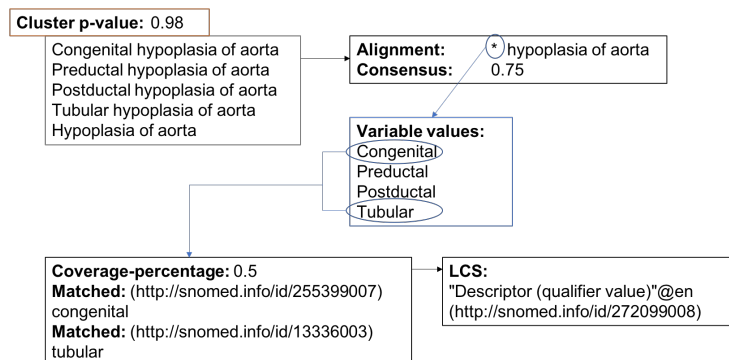 Cluster p-value: 0.98
Congenital hypoplasia of aorta
Preductal hypoplasia of aorta
Postductal hypoplasia of aorta
Tubular hypoplasia of aorta
Hypoplasia of aorta
Alignment: * hypoplasia of aorta
Consensus: 0.75
Variable values:
Congenital
Preductal
Postductal
Tubular
Coverage-percentage: 0.5
Matched: (http://snomed.info/id/255399007)
congenital
Matched: (http://snomed.info/id/13336003)
tubular
LCS:
"Descriptor (qualifier value)"@en
(http://snomed.info/id/272099008)